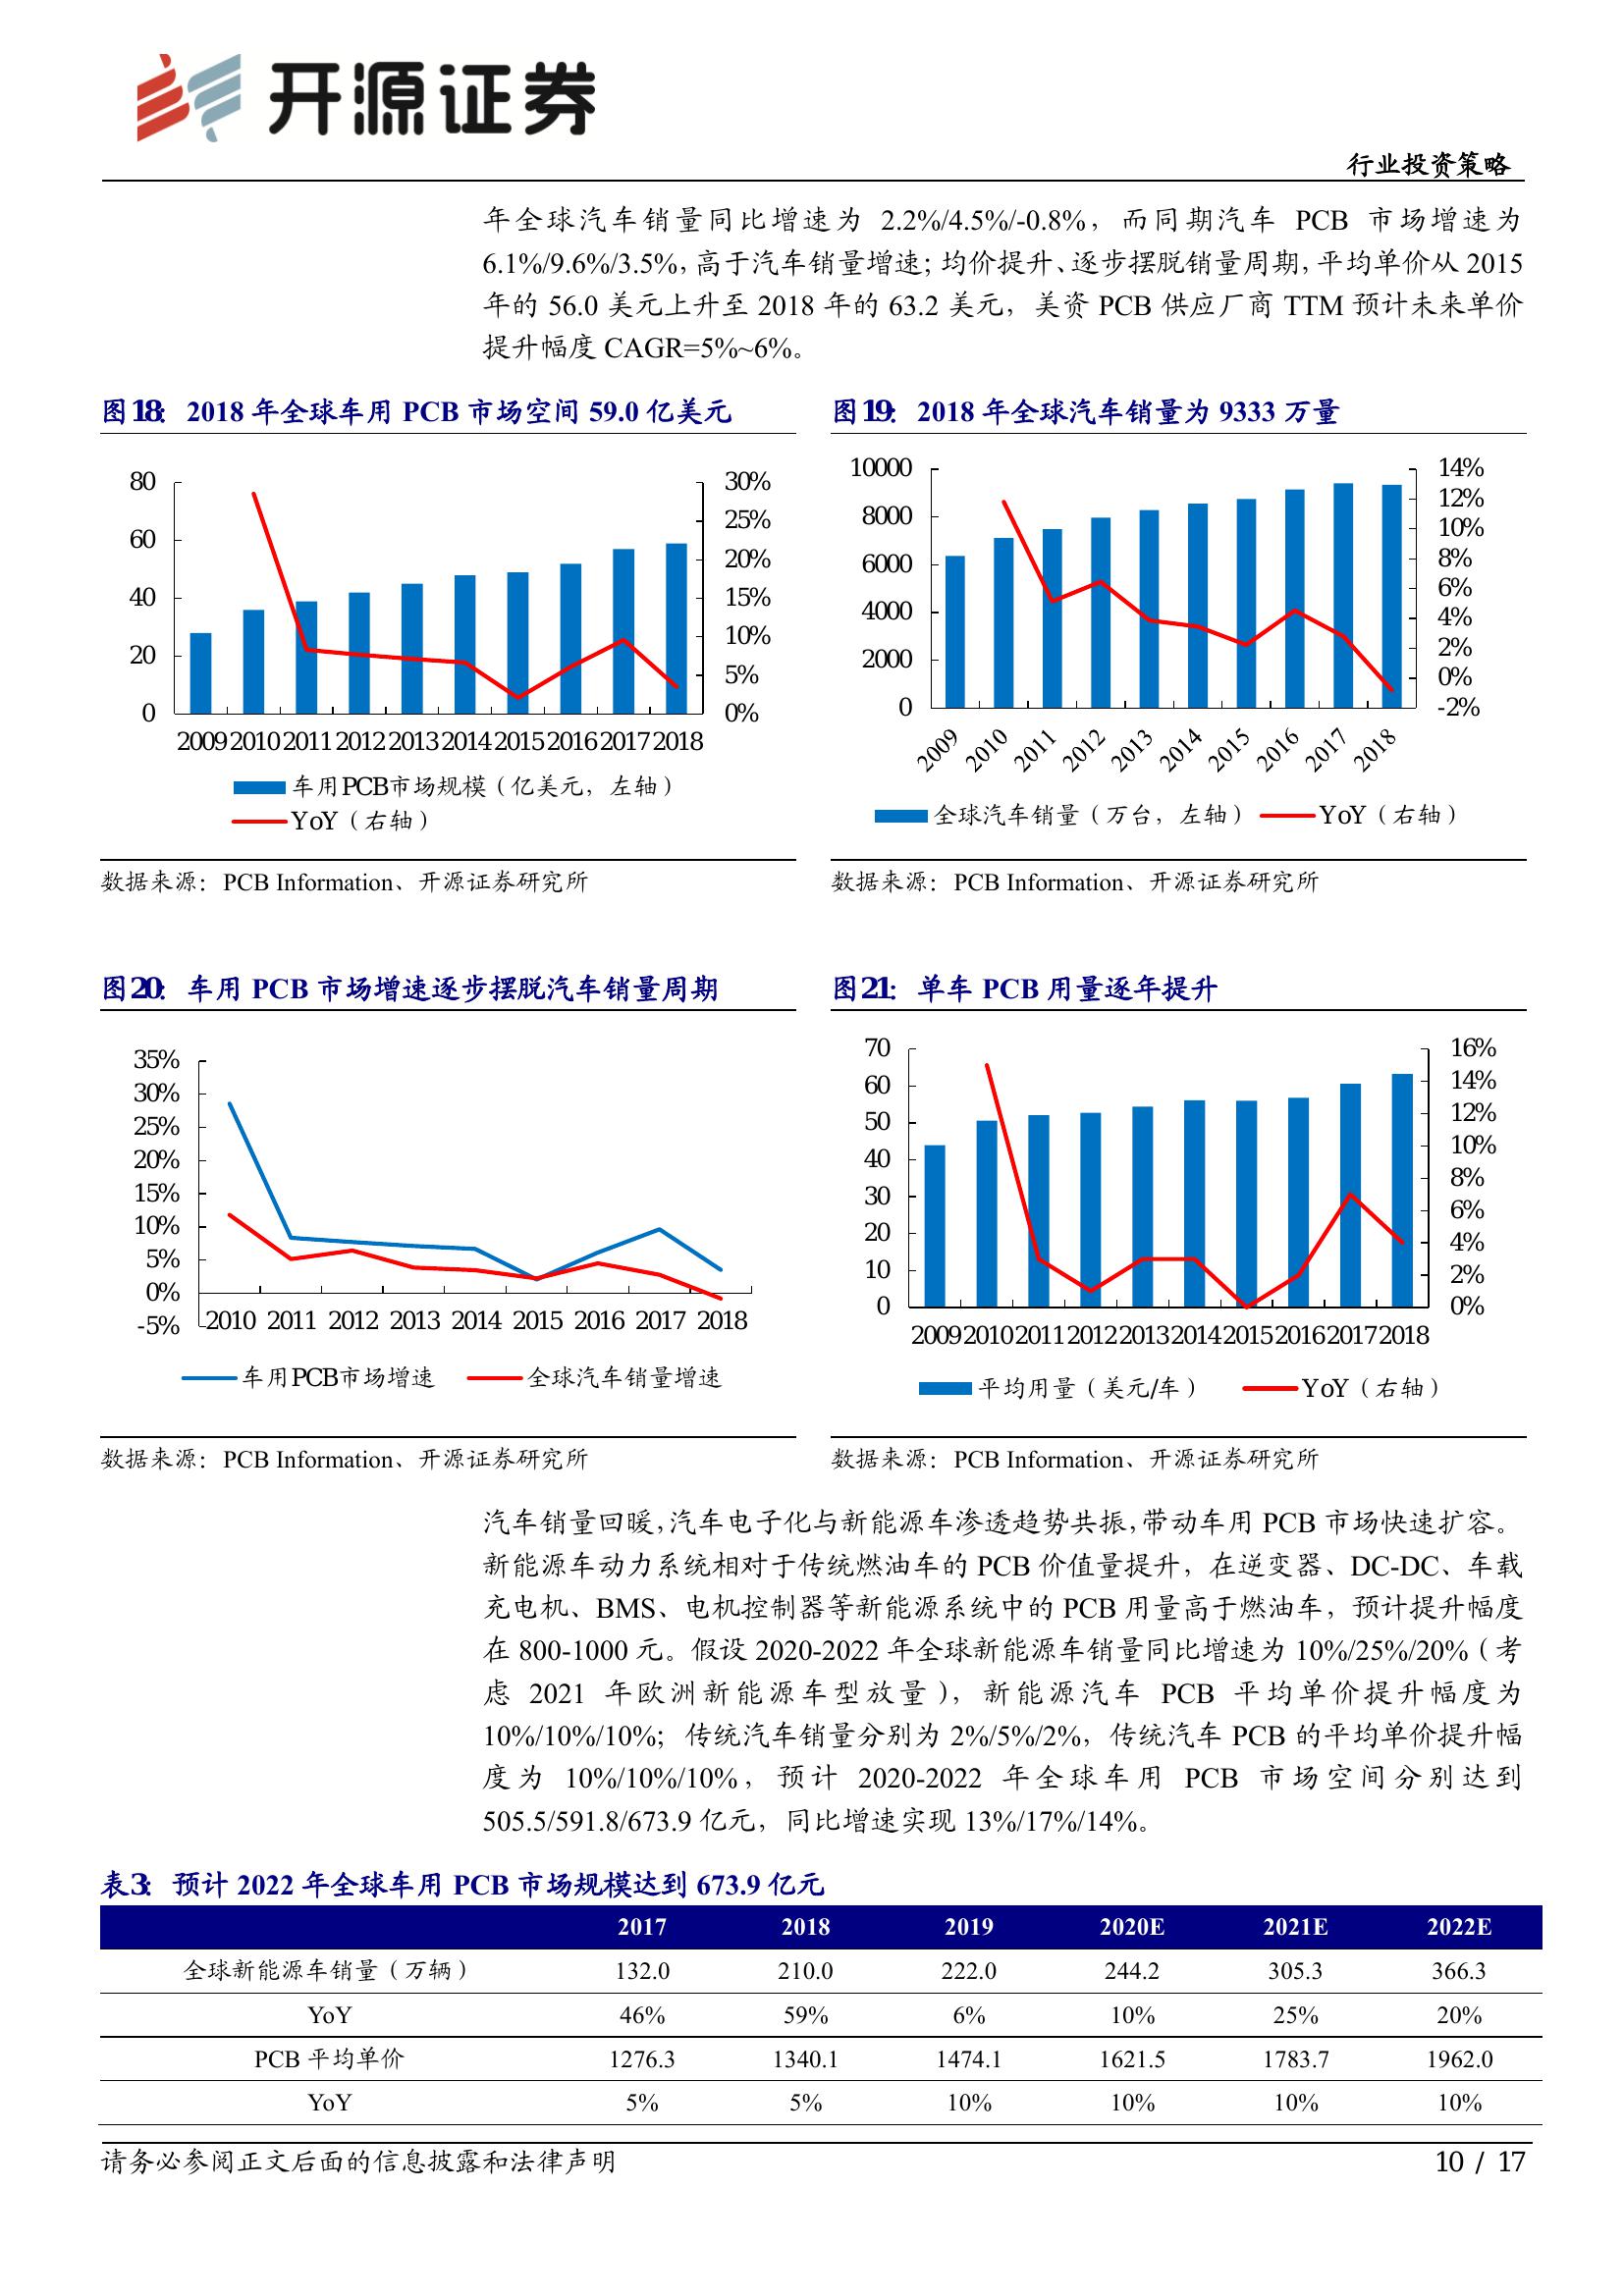 开源证券
行业投资策略
年全球汽车销量同比增速为 2.2%/4.5%/-0.8%，而同期汽车 PCB 市场增速为
6.1%/9.6%/3.5%，高于汽车销量增速；均价提升、逐步摆脱销量周期，平均单价从 2015
年的 56.0 美元上升至 2018 年的 63.2 美元，美资 PCB 供应厂商 TTM 预计未来单价
提升幅度 CAGR=5%~6%。
图18：2018 年全球车用 PCB 市场空间 59.0 亿美元
80
60
40
20
0
30%
25%
20%
15%
10%
5%
0%
2009 2010 2011 2012 2013 2014 2015 2016 2017 2018
车用PCB市场规模（亿美元，左轴）
YoY（右轴）
数据来源：PCB Information、开源证券研究所
图19：2018 年全球汽车销量为 9333 万量
10000
8000
6000
4000
2000
0
14%
12%
10%
8%
6%
4%
2%
0%
-2%
2009 2010 2011 2012 2013 2014 2015 2016 2017 2018
全球汽车销量（万台，左轴） YoY（右轴）
数据来源：PCB Information、开源证券研究所
图20：车用 PCB 市场增速逐步摆脱汽车销量周期
35%
30%
25%
20%
15%
10%
5%
0%
-5%
2010 2011 2012 2013 2014 2015 2016 2017 2018
车用PCB市场增速 全球汽车销量增速
数据来源：PCB Information、开源证券研究所
图21：单车 PCB 用量逐年提升
70
60
50
40
30
20
10
0
16%
14%
12%
10%
8%
6%
4%
2%
0%
2009 2010 2011 2012 2013 2014 2015 2016 2017 2018
平均用量（美元/车） YoY（右轴）
数据来源：PCB Information、开源证券研究所
汽车销量回暖，汽车电子化与新能源车渗透趋势共振，带动车用 PCB 市场快速扩容。
新能源车动力系统相对于传统燃油车的 PCB 价值量提升，在逆变器、DC-DC、车载
充电机、BMS、电机控制器等新能源系统中的 PCB 用量高于燃油车，预计提升幅度
在 800-1000 元。假设 2020-2022 年全球新能源车销量同比增速为 10%/25%/20%（考
虑 2021 年欧洲新能源车型放量），新能源汽车 PCB 平均单价提升幅度为
10%/10%/10%；传统汽车销量分别为 2%/5%/2%，传统汽车 PCB 的平均单价提升幅
度为 10%/10%/10%，预计 2020-2022 年全球车用 PCB 市场空间分别达到
505.5/591.8/673.9 亿元，同比增速实现 13%/17%/14%。
表3：预计 2022 年全球车用 PCB 市场规模达到 673.9 亿元
2017 2018 2019 2020E 2021E 2022E
全球新能源车销量（万辆） 132.0 210.0 222.0 244.2 305.3 366.3
YoY 46% 59% 6% 10% 25% 20%
PCB 平均单价 1276.3 1340.1 1474.1 1621.5 1783.7 1962.0
YoY 5% 5% 10% 10% 10% 10%
请务必参阅正文后面的信息披露和法律声明
10 / 17